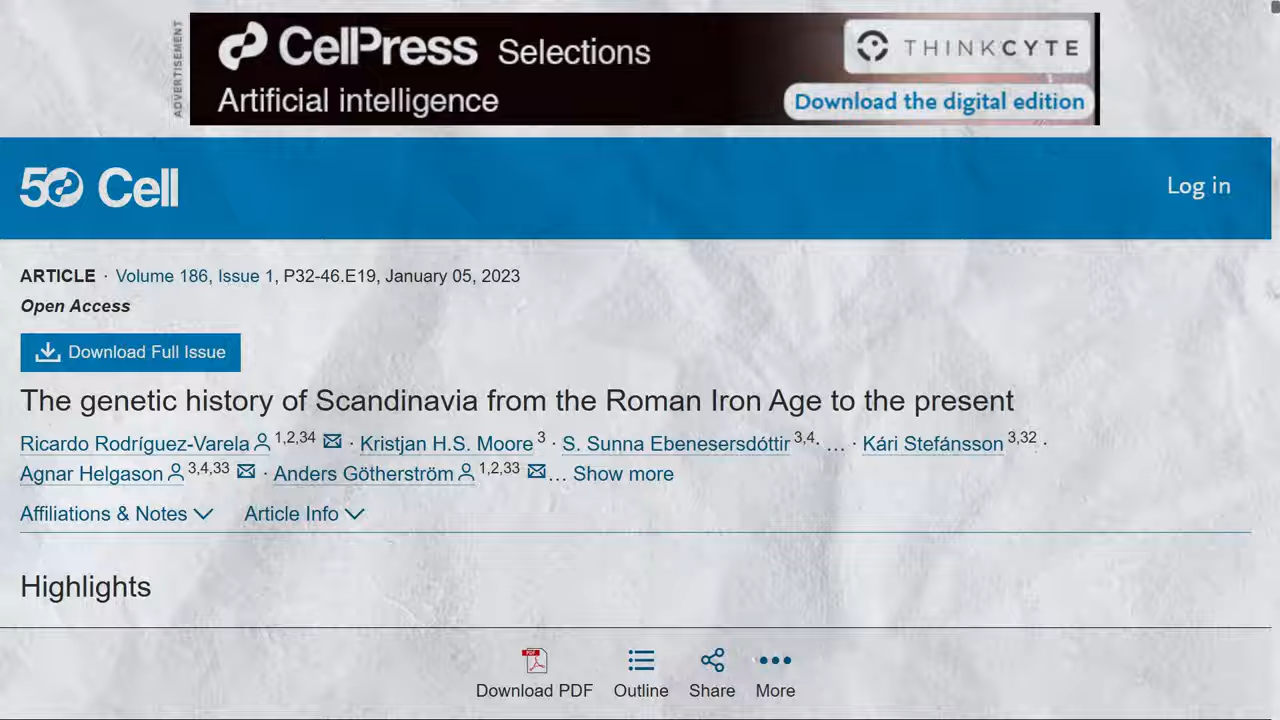 ADVERTISEMENT
CellPress Selections
THINKCYTE
Artificial intelligence
Download the digital edition
50 Cell
Log in
ARTICLE · Volume 186, Issue 1, P32-46.E19, January 05, 2023
Open Access
Download Full Issue
The genetic history of Scandinavia from the Roman Iron Age to the present
Ricardo Rodríguez-Varela 1,2,34 · Kristjan H.S. Moore 3 · S. Sunna Ebenesersdóttir 3,4 · … · Kári Stefánsson 3,32 ·
Agnar Helgason 3,4,33 · Anders Götherström 1,2,33 … Show more
Affiliations & Notes Article Info
Highlights
PDF
Download PDF Outline Share More